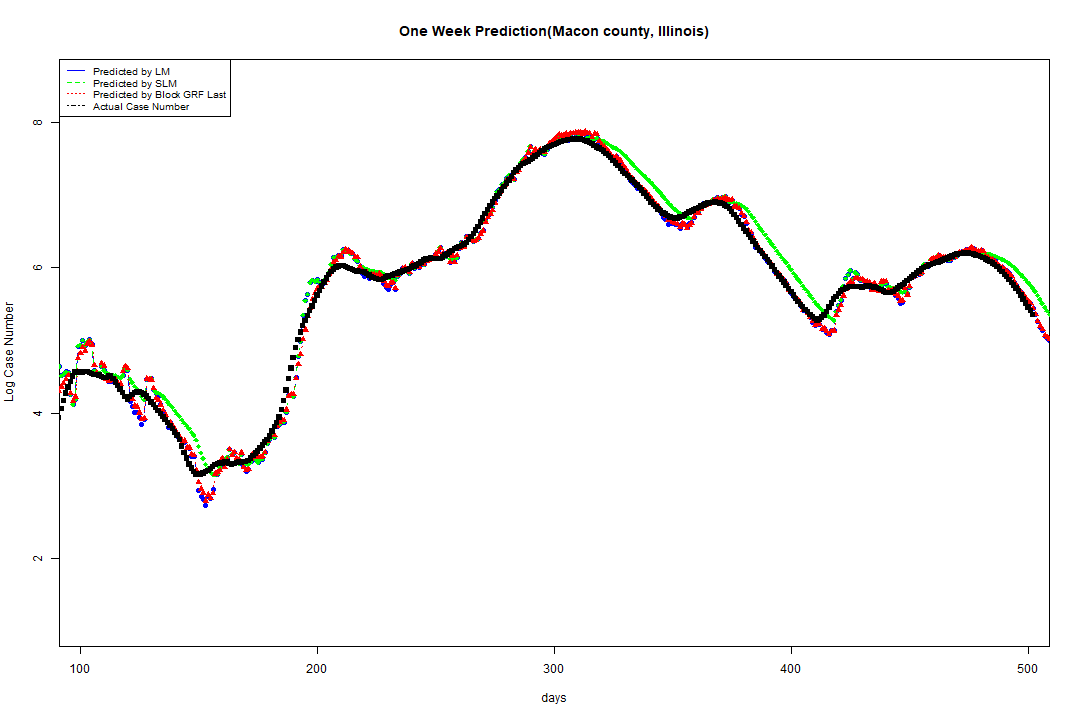 One Week Prediction(Macon county, Illinois)
Predicted by LM
Predicted by SLM
Predicted by Block GRF Last
Actual Case Number
8
6
4
2
Log Case Number
100 200 300 400 500
days